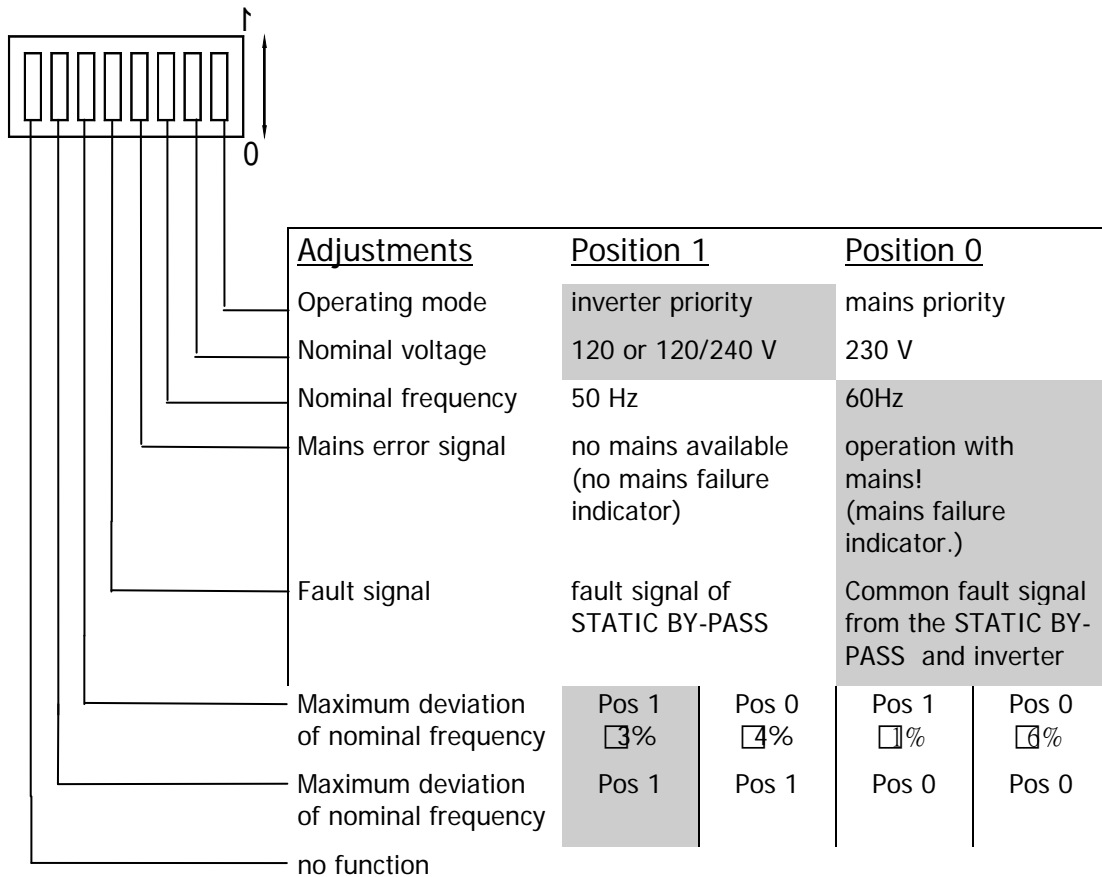 1
0
Adjustments Position 1 Position 0
Operating mode inverter priority mains priority
Nominal voltage 120 or 120/240 V 230 V
Nominal frequency 50 Hz 60Hz
Mains error signal no mains available operation with
(no mains failure mains!
indicator) (mains failure
indicator.)
Fault signal fault signal of Common fault signal
STATIC BY-PASS from the STATIC BY-
PASS and inverter
Maximum deviation Pos 1 Pos 0 Pos 1 Pos 0
of nominal frequency □3% □4% □1% □6%
Maximum deviation Pos 1 Pos 1 Pos 0 Pos 0
of nominal frequency
no function